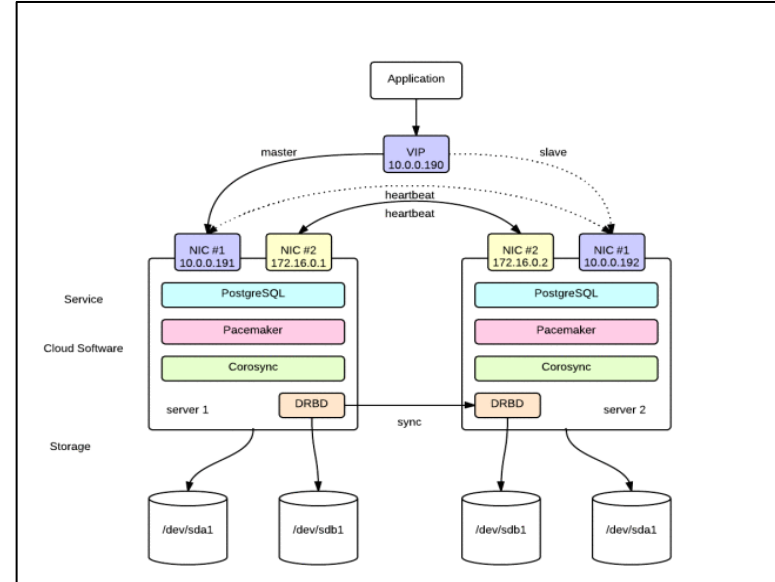 Application
VIP
10.0.0.190
master
slave
heartbeat
heartbeat
NIC #1
10.0.0.191
NIC #2
172.16.0.1
NIC #2
172.16.0.2
NIC #1
10.0.0.192
Service
PostgreSQL
PostgreSQL
Cloud Software
Pacemaker
Pacemaker
Corosync
Corosync
server 1
DRBD
sync
DRBD
server 2
Storage
/dev/sda1
/dev/sdb1
/dev/sdb1
/dev/sda1